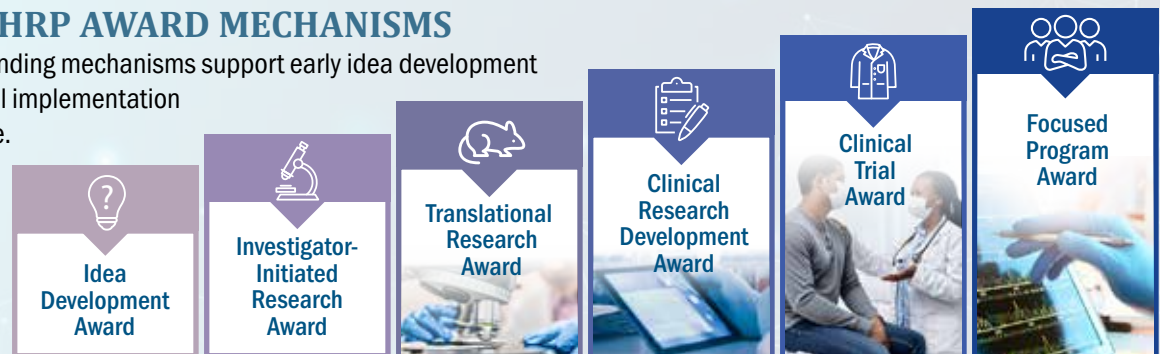 HRP AWARD MECHANISMS
nding mechanisms support early idea development
l implementation
e.
?
Idea
Development
Award
Investigator-
Initiated
Research
Award
Translational
Research
Award
Clinical
Research
Development
Award
Clinical
Trial
Award
Focused
Program
Award